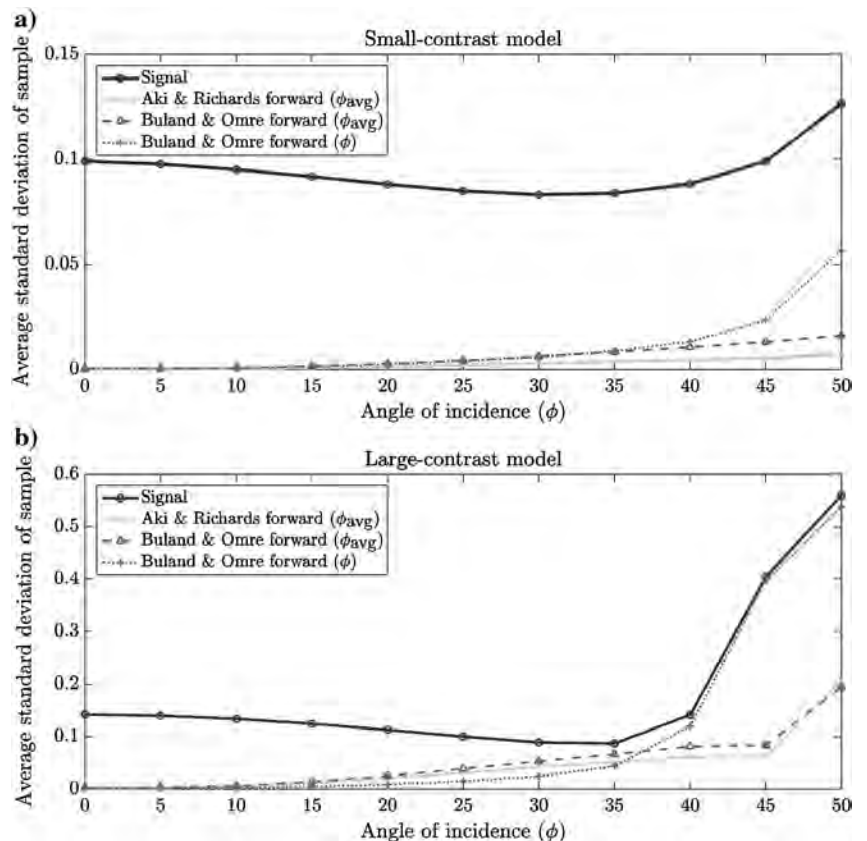 a)
Small-contrast model
Average standard deviation of sample
0.15
0.1
0.05
0
Signal
Aki & Richards forward (ϕavg)
Buland & Omre forward (ϕavg)
Buland & Omre forward (ϕ)
0 5 10 15 20 25 30 35 40 45 50
Angle of incidence (ϕ)
b)
Large-contrast model
Average standard deviation of sample
0.6
0.5
0.4
0.3
0.2
0.1
0
Signal
Aki & Richards forward (ϕavg)
Buland & Omre forward (ϕavg)
Buland & Omre forward (ϕ)
0 5 10 15 20 25 30 35 40 45 50
Angle of incidence (ϕ)